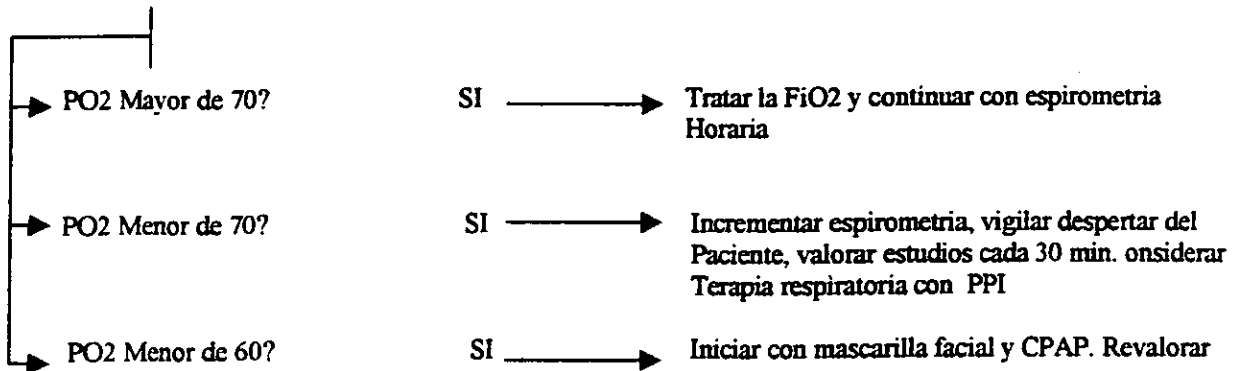 PO2 Mayor de 70? SI Tratar la FiO2 y continuar con espirometria
Horaria
PO2 Menor de 70? SI Incrementar espirometria, vigilar despertar del
Paciente, valorar estudios cada 30 min. onsiderar
Terapia respiratoria con PPI
PO2 Menor de 60? SI Iniciar con mascarilla facial y CPAP. Revalorar